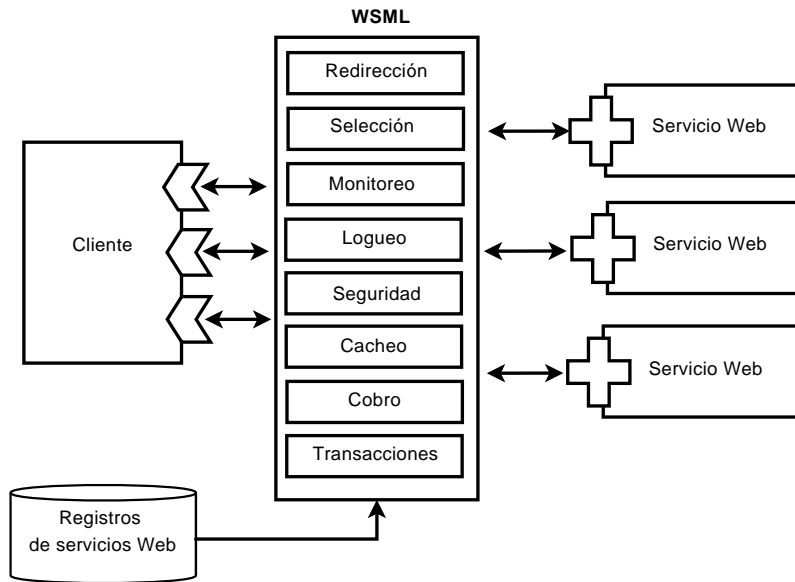 WSML
Redirección
Selección
Monitoreo
Logueo
Seguridad
Cacheo
Cobro
Transacciones
Cliente
Servicio Web
Servicio Web
Servicio Web
Registros
de servicios Web